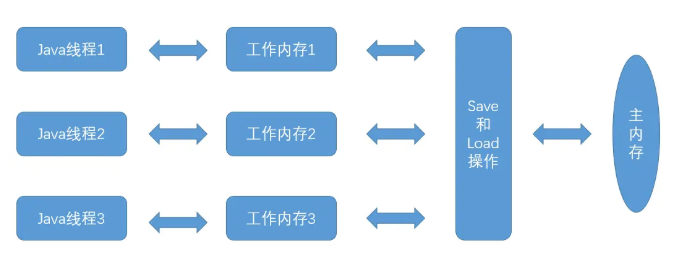 Java线程1
工作内存1
Java线程2
工作内存2
Java线程3
工作内存3
Save
和
Load
操作
主
内
存